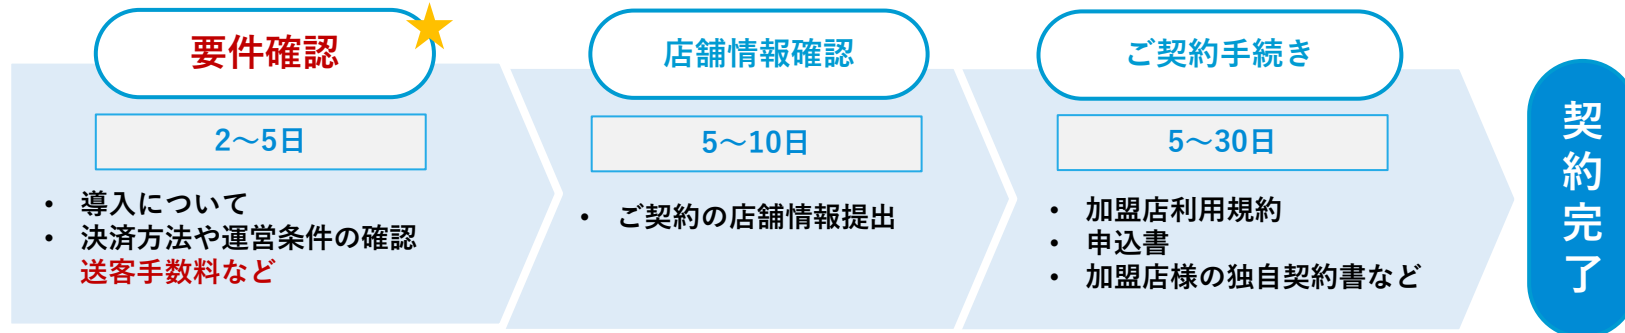 要件確認
2〜5日
• 導入について
• 決済方法や運営条件の確認
送客手数料など
店舗情報確認
5〜10日
• ご契約の店舗情報提出
ご契約手続き
5〜30日
• 加盟店利用規約
• 申込書
• 加盟店様の独自契約書など
契約完了